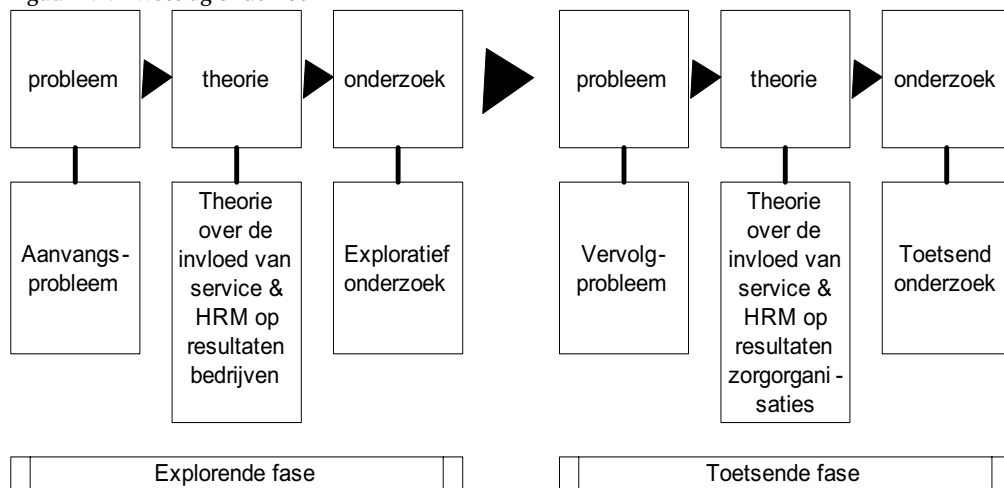 probleem
theorie
onderzoek
probleem
theorie
onderzoek
Aanvangs-
probleem
Theorie
over de
invloed van
service &
HRM op
resultaten
bedrijven
Exploratief
onderzoek
Vervolg-
probleem
Theorie
over de
invloed van
service &
HRM op
resultaten
zorgorgani -
saties
Toetsend
onderzoek
Explorende fase
Toetsende fase